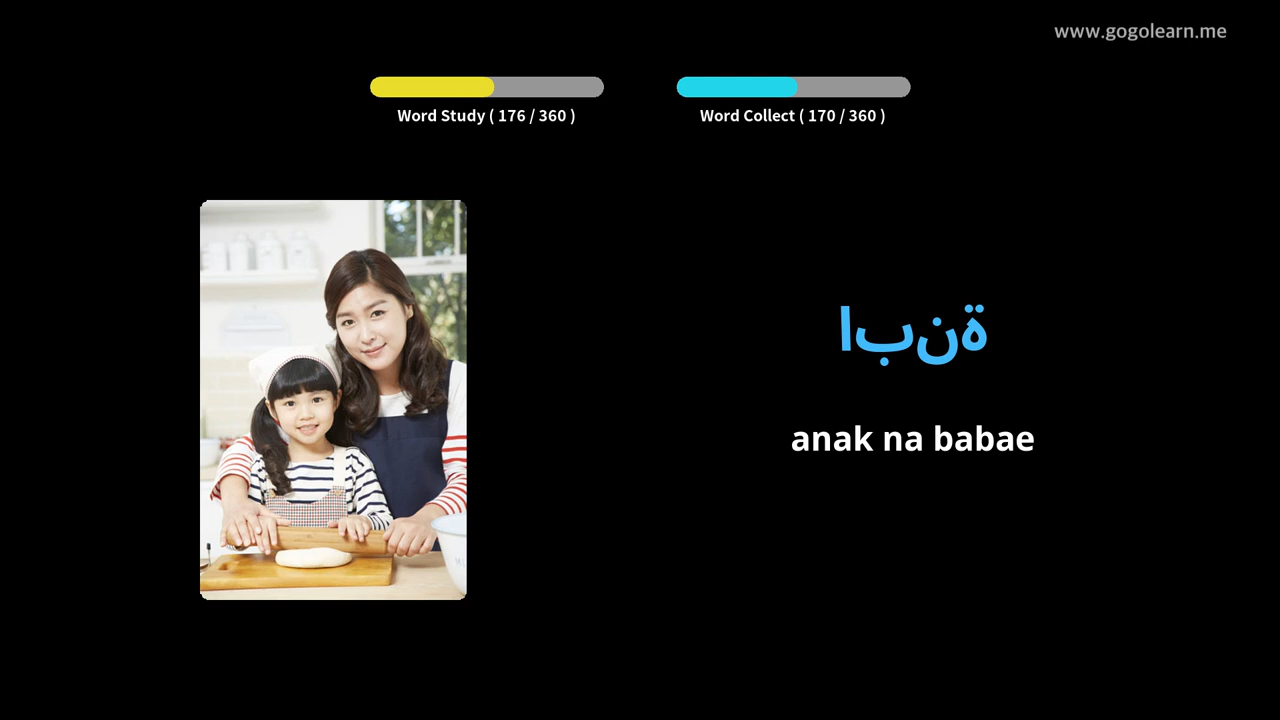 www.gogolearn.me
Word Study ( 176 / 360 )
Word Collect ( 170 / 360 )
ابنة
anak na babae